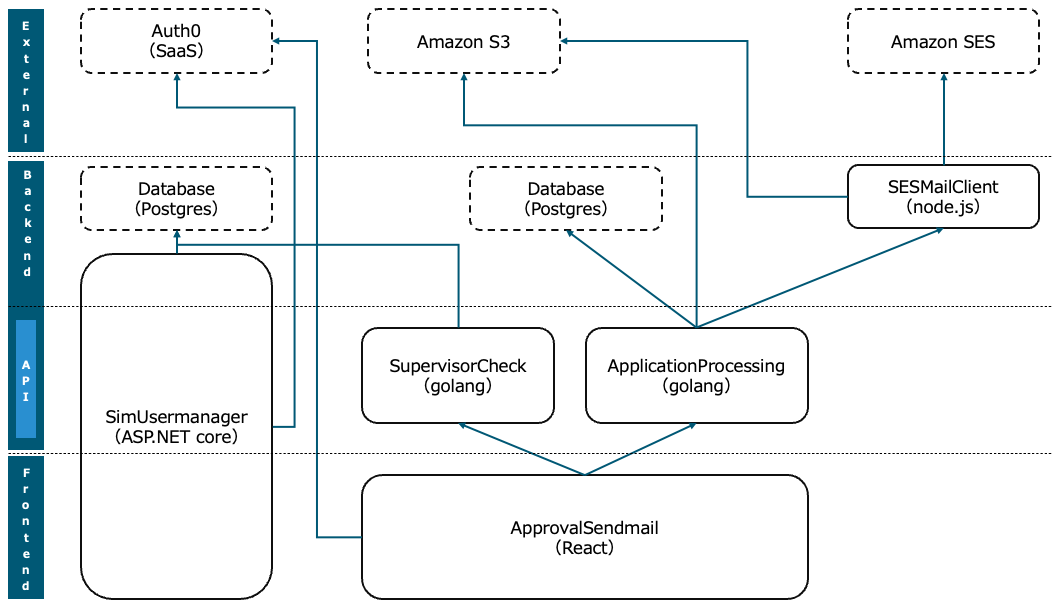 External
Auth0
（SaaS）
Amazon S3
Amazon SES
Backend
Database
（Postgres）
Database
（Postgres）
SESMailClient
（node.js）
API
SupervisorCheck
（golang）
ApplicationProcessing
（golang）
SimUsermanager
（ASP.NET core）
Frontend
ApprovalSendmail
（React）